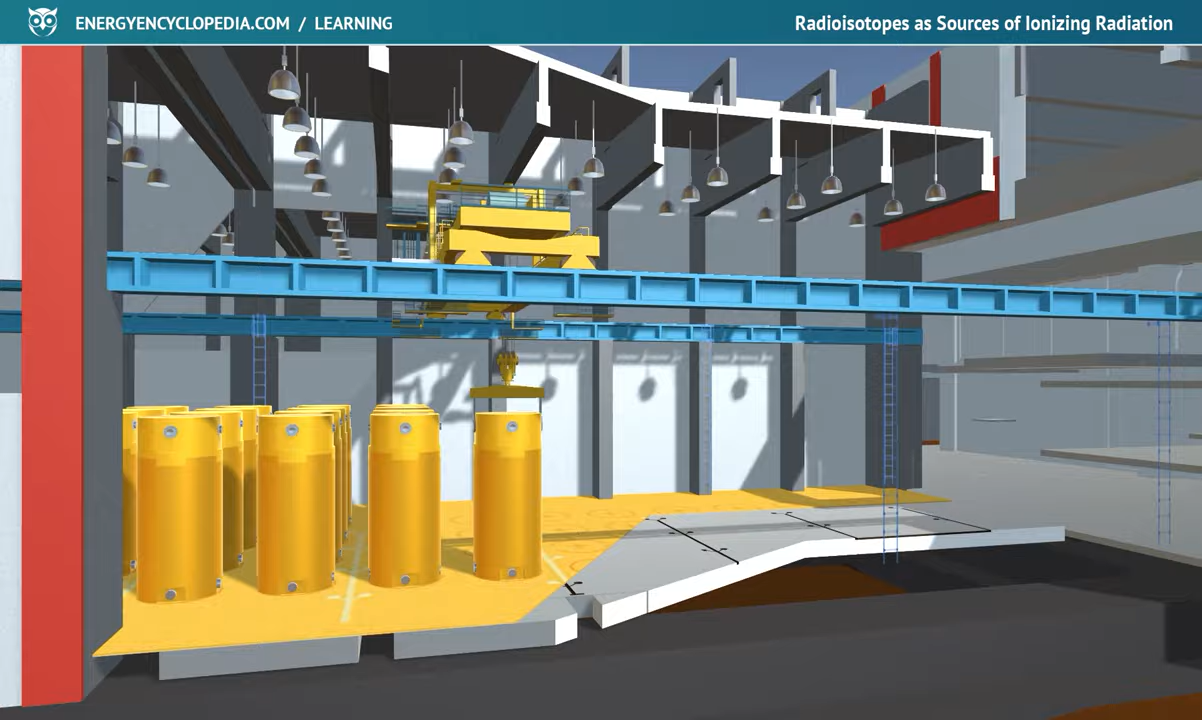 ENERGYENCYCLOPEDIA.COM / LEARNING
Radioisotopes as Sources of Ionizing Radiation